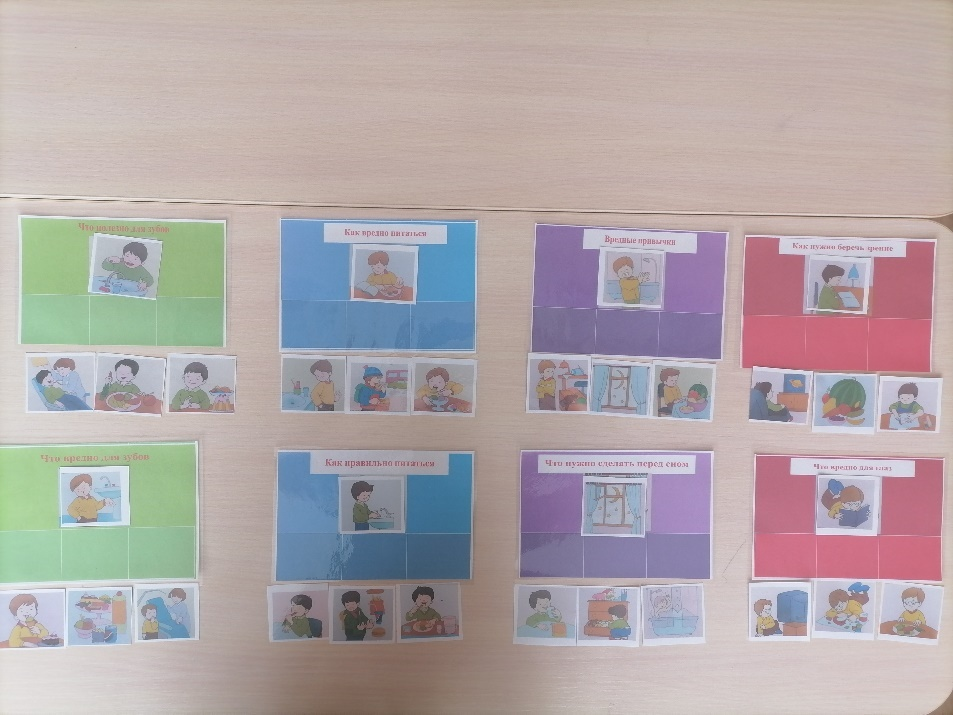 Что полезно для зубов
Как вредно питаться
Вредные привычки
Как нужно беречь зрение
Что вредно для зубов
Как правильно питаться
Что нужно сделать перед сном
Что вредно для глаз